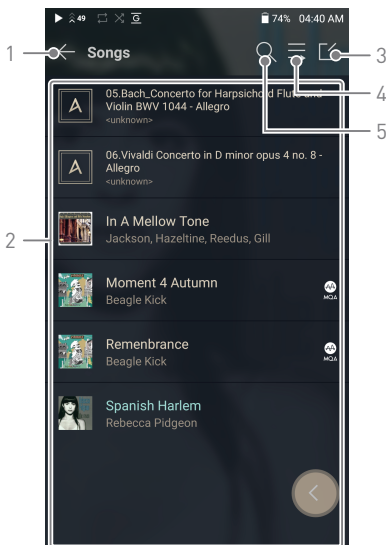 49 G 74% 04:40 AM
1 Songs 3
4
5
05.Bach_Concerto for Harpsichord Flute and
Violin BWV 1044 - Allegro
<unknown>
06.Vivaldi Concerto in D minor opus 4 no. 8 -
Allegro
<unknown>
2
In A Mellow Tone
Jackson, Hazeltine, Reedus, Gill
Moment 4 Autumn
Beagle Kick
MQA
Remenbrance
Beagle Kick
MQA
Spanish Harlem
Rebecca Pidgeon